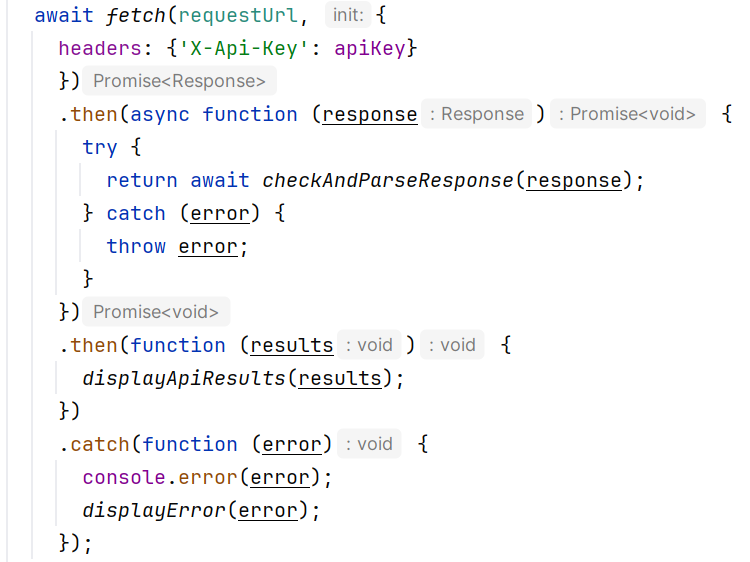 await fetch(requestUrl, init: {
headers: {'X-Api-Key': apiKey}
}) Promise<Response>
.then(async function (response : Response ) : Promise<void> {
try {
return await checkAndParseResponse(response);
} catch (error) {
throw error;
}
}) Promise<void>
.then(function (results : void ) : void {
displayApiResults(results);
})
.catch(function (error) : void {
console.error(error);
displayError(error);
});